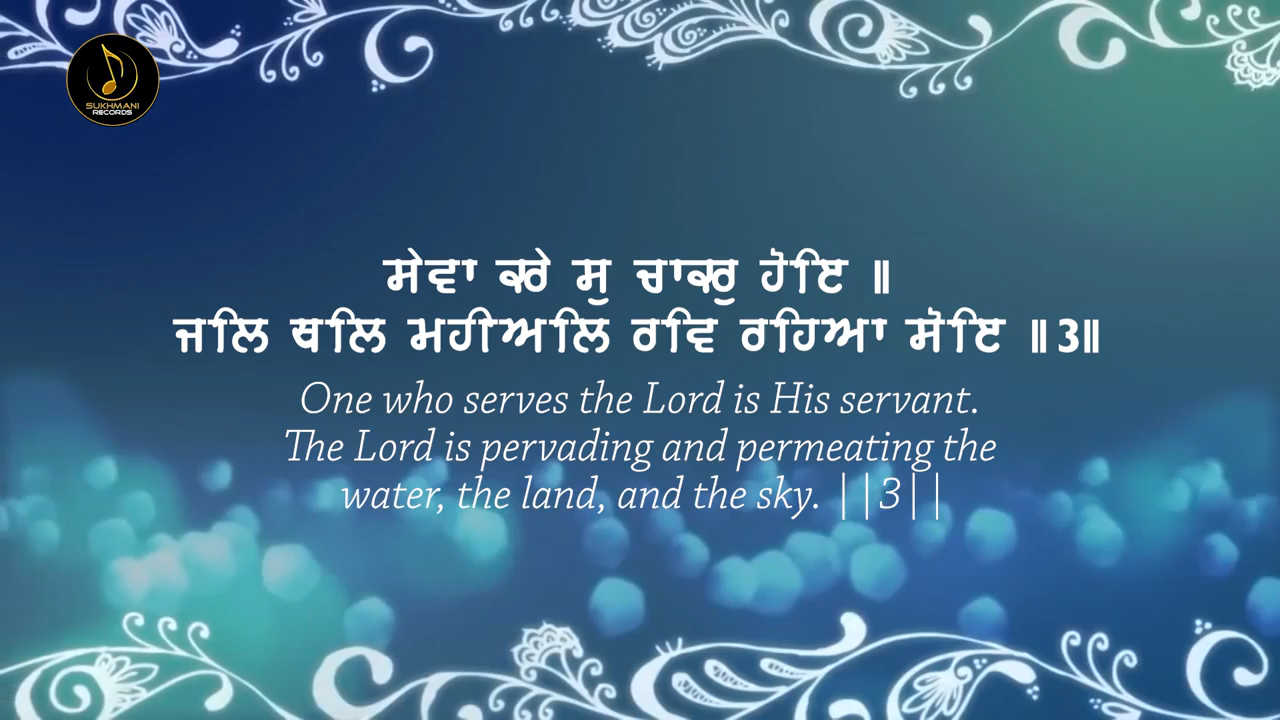 SUKHMANI
RECORDS
ਸੇਵਾ ਕਰੇ ਸੁ ਚਾਕਰੁ ਹੋਇ ॥
ਜਲਿ ਥਲਿ ਮਹੀਅਲਿ ਰਵਿ ਰਹਿਆ ਸੋਇ ॥3॥
One who serves the Lord is His servant.
The Lord is pervading and permeating the
water, the land, and the sky. ||3||